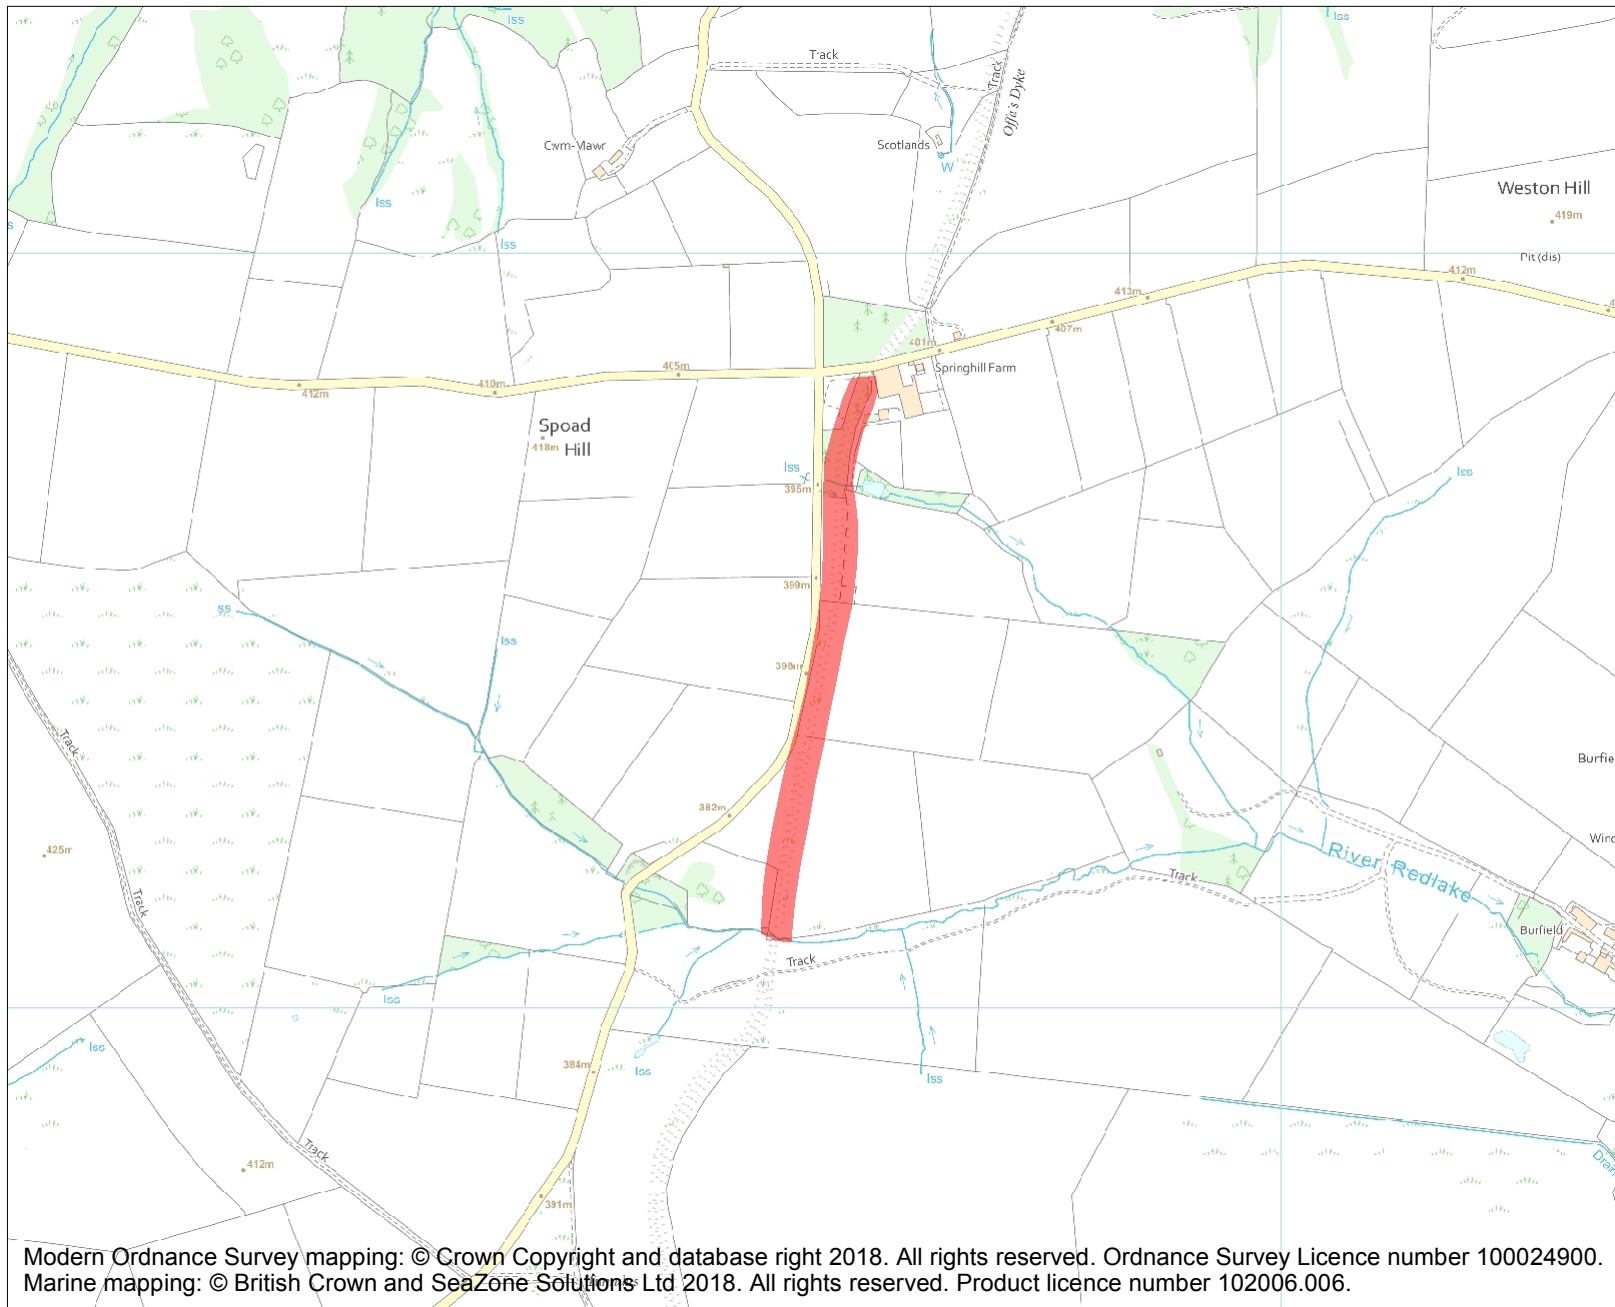 Iss
Iss
Track
Track
Offa's Dyke
Cwm-Mawr
Scotlands
W
Weston Hill
419m
Iss
Iss
Pit (dis)
412m
413m
407m
401m
405m
Springhill Farm
412m
410m
Spoad
Hill
418m
Iss
395m
Iss
399m
ss
Iss
398m
Track
Burfie
382m
425m
River Redlake
Track
Track
Burfield
Track
Iss
384m
Iss
Iss
Iss
Track
412m
Drain
391m
Modern Ordnance Survey mapping: © Crown Copyright and database right 2018. All rights reserved. Ordnance Survey Licence number 100024900.
Marine mapping: © British Crown and SeaZone Solutions Ltd 2018. All rights reserved. Product licence number 102006.006.